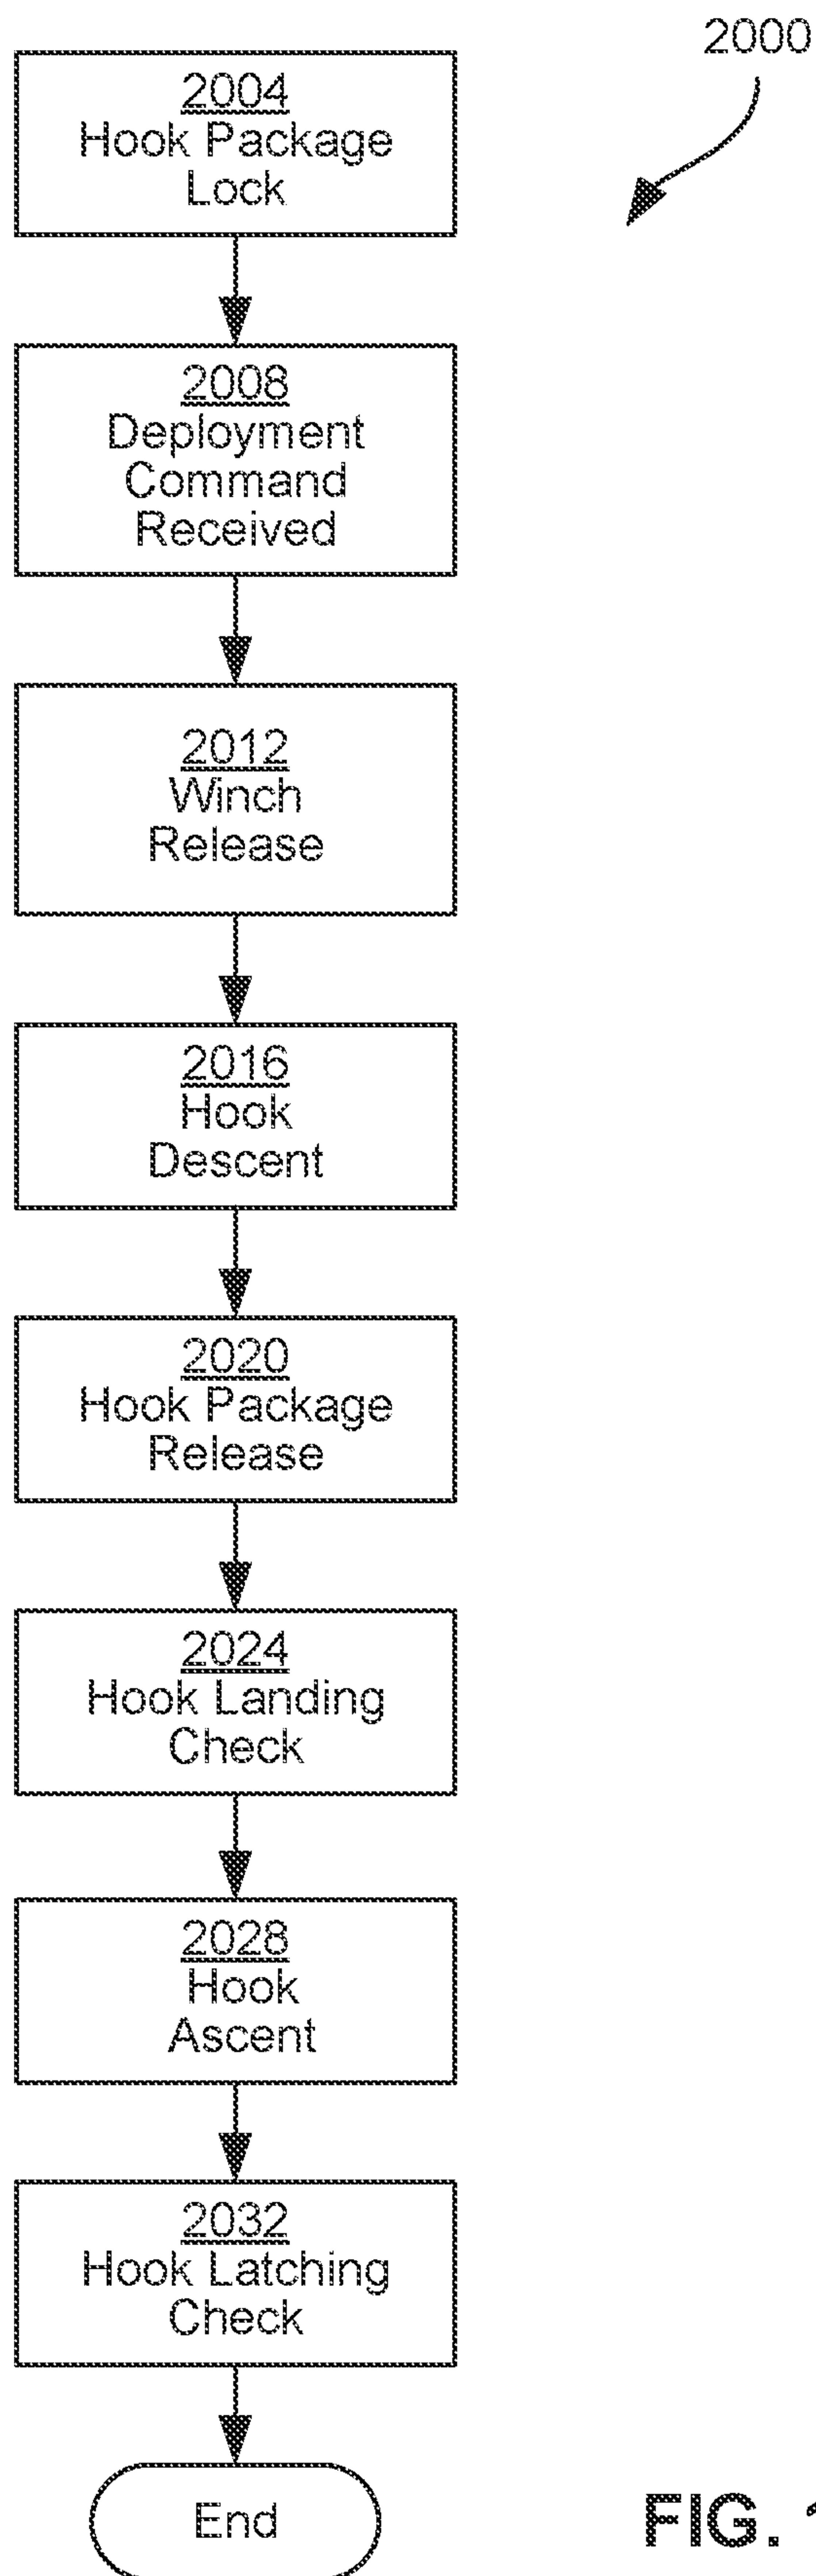 2000
2004
Hook Package
Lock
2008
Deployment
Command
Received
2012
Winch
Release
2016
Hook
Descent
2020
Hook Package
Release
2024
Hook Landing
Check
2028
Hook
Ascent
2032
Hook Latching
Check
End
FIG.